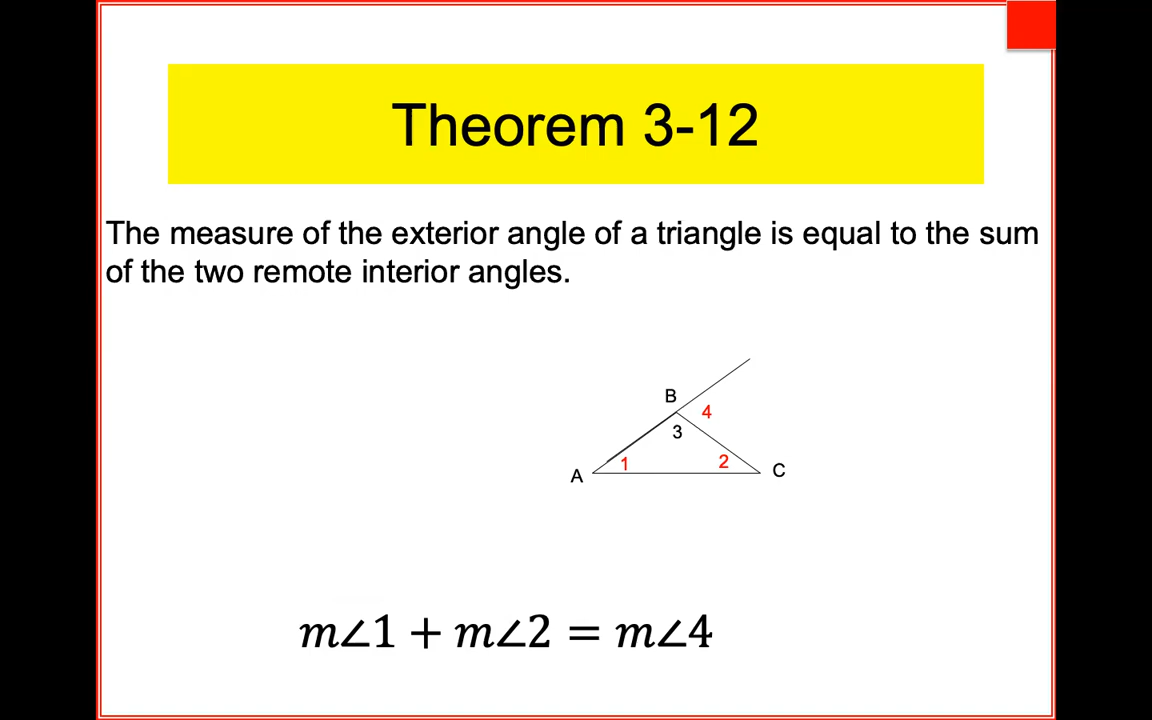 Theorem 3-12
The measure of the exterior angle of a triangle is equal to the sum
of the two remote interior angles.
B
4
3
1
2
A
C
m∠1 + m∠2 = m∠4